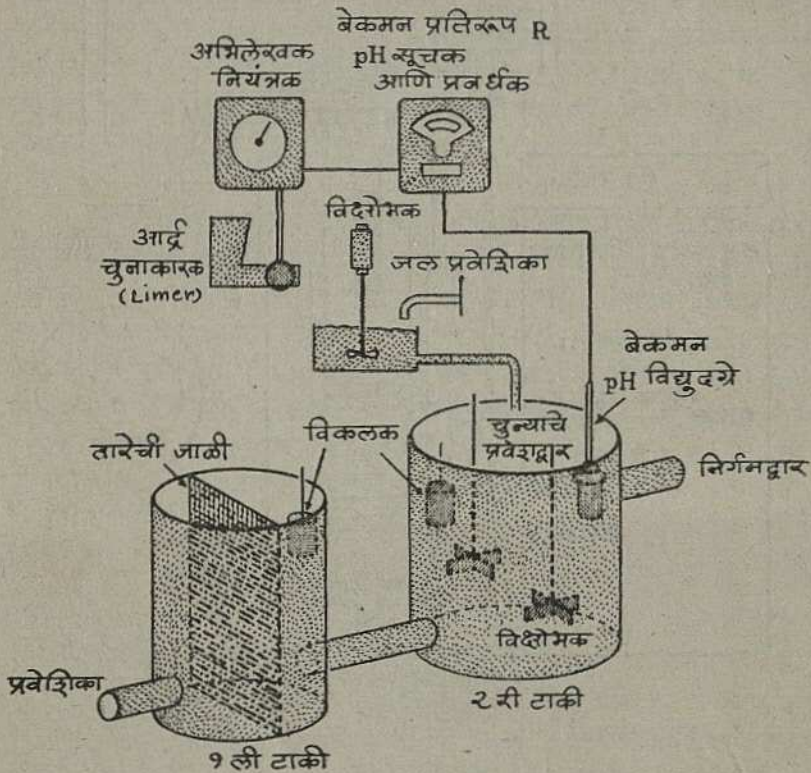 बेकमन प्रतिरूप R
pH सूचक
आणि प्रवर्धक
अभिलेखक
नियंत्रक
विक्षोभक
आर्द्र
चुनाकारक
(Limer)
जल प्रवेशिका
बेकमन
pH विद्युदग्रे
चुन्याचे
प्रवेशद्वार
विकलक
तारेची जाळी
निर्गमद्वार
विक्षोभक
प्रवेशिका
२ री टाकी
१ ली टाकी